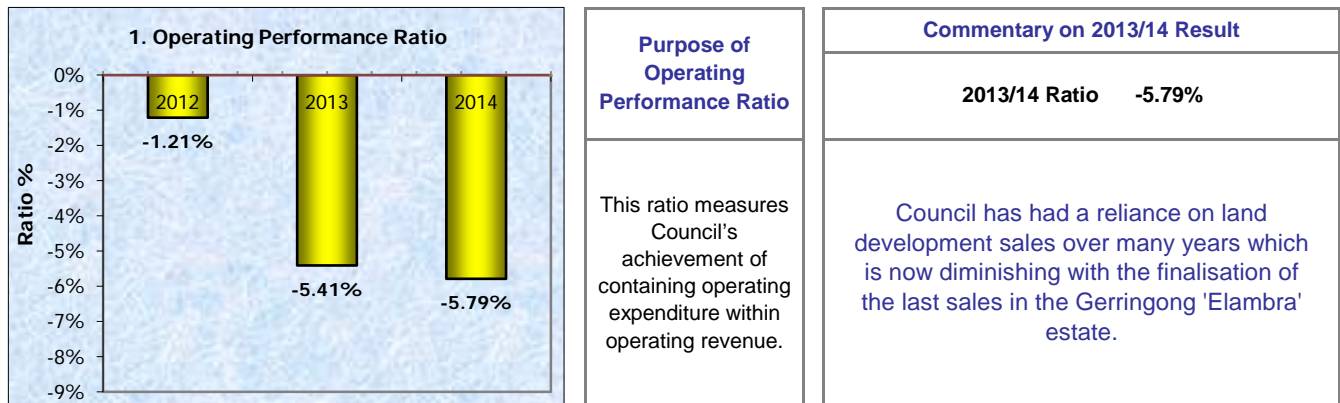 1. Operating Performance Ratio
0%
-1%
-2%
-3%
-4%
-5%
-6%
-7%
-8%
-9%
Ratio %
2012
2013
2014
-1.21%
-5.41%
-5.79%
Purpose of
Operating
Performance Ratio
This ratio measures
Council's
achievement of
containing operating
expenditure within
operating revenue.
Commentary on 2013/14 Result
2013/14 Ratio -5.79%
Council has had a reliance on land
development sales over many years which
is now diminishing with the finalisation of
the last sales in the Gerringong 'Elambra'
estate.